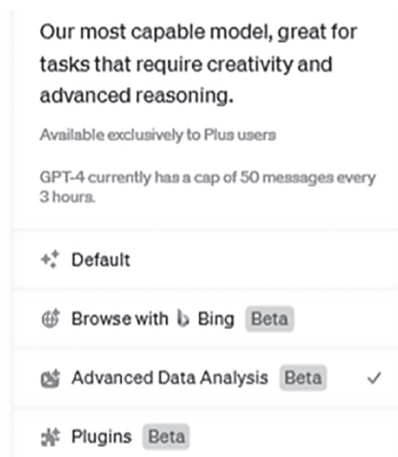 Our most capable model, great for
tasks that require creativity and
advanced reasoning.
Available exclusively to Plus users
GPT-4 currently has a cap of 50 messages every
3 hours.
Default
Browse with Bing Beta
Advanced Data Analysis Beta
Plugins Beta